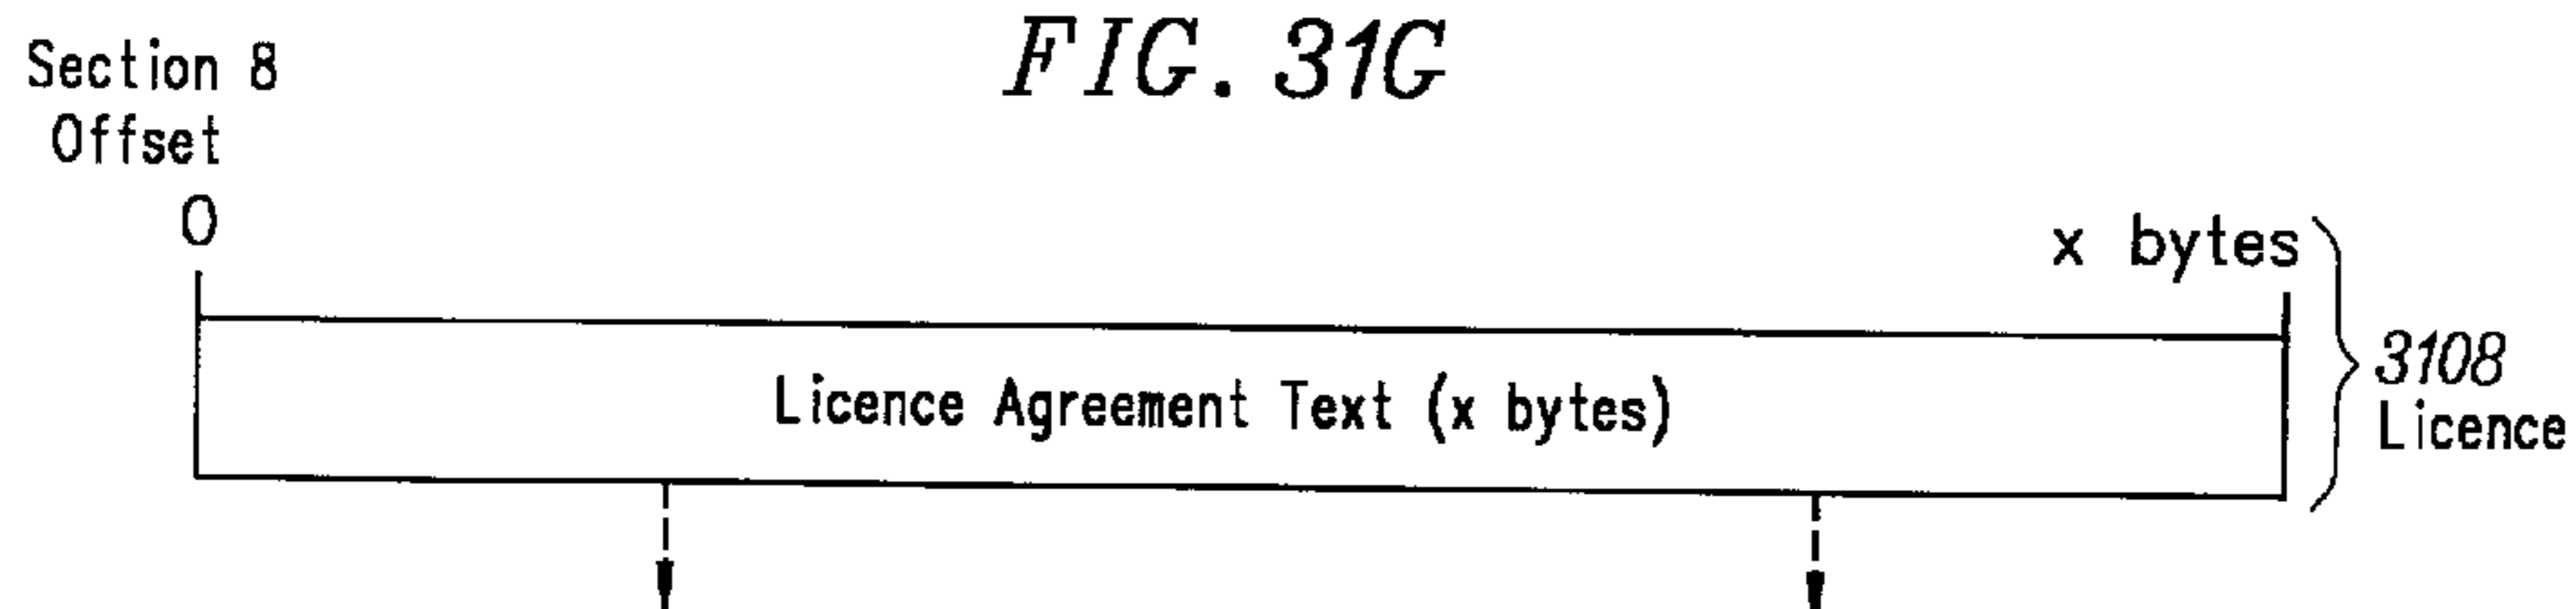 FIG. 31G
Section 8
Offset
0
x bytes
Licence Agreement Text (x bytes)
3108
Licence